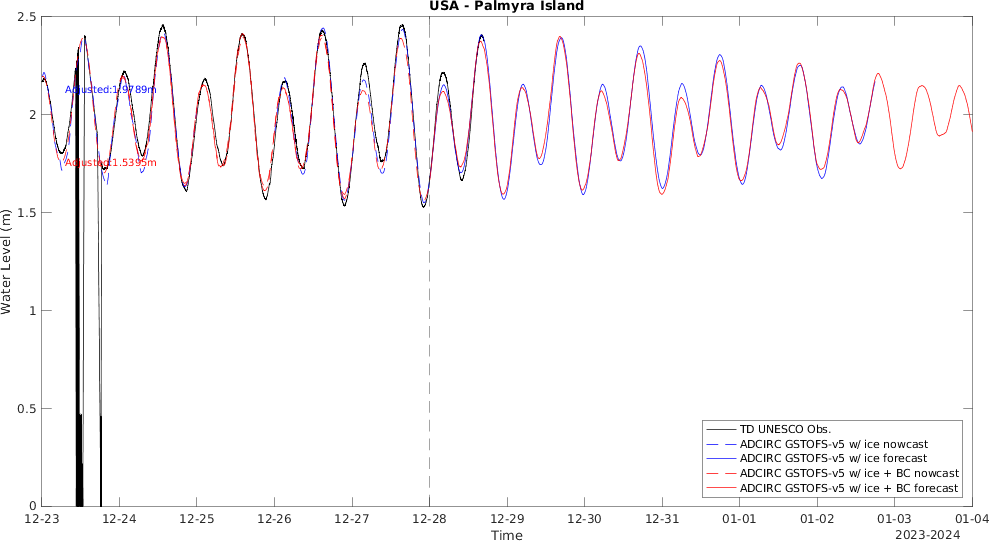 USA - Palmyra Island
2.5
2
1.5
1
0.5
0
Water Level (m)
Adjusted:1.9789m
Adjusted:1.5395m
TD UNESCO Obs.
ADCIRC GSTOFS-v5 w/ ice nowcast
ADCIRC GSTOFS-v5 w/ ice forecast
ADCIRC GSTOFS-v5 w/ ice + BC nowcast
ADCIRC GSTOFS-v5 w/ ice + BC forecast
12-23 12-24 12-25 12-26 12-27 12-28 12-29 12-30 12-31 01-01 01-02 01-03 01-04
Time
2023-2024